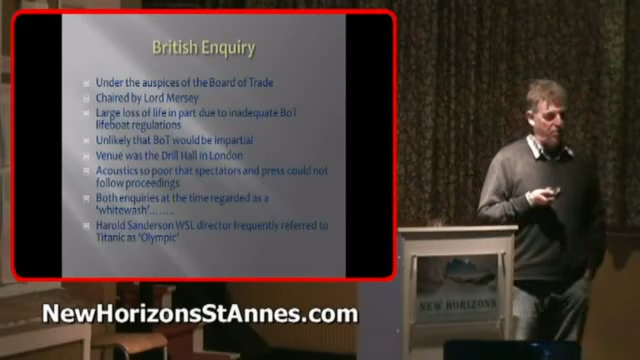 British Enquiry
Under the auspices of the Board of Trade
Chaired by Lord Mersey
Large loss of life in part due to inadequate BoT
lifeboat regulations
Unlikely that BoT would be impartial
Venue was the Drill Hall in London
Acoustics so poor that spectators and press could not
follow proceedings
Both enquiries at the time regarded as a
'whitewash'........
Harold Sanderson WSL director frequently referred to
Titanic as 'Olympic'
NEW HORIZONS
NewHorizonsStAnnes.com